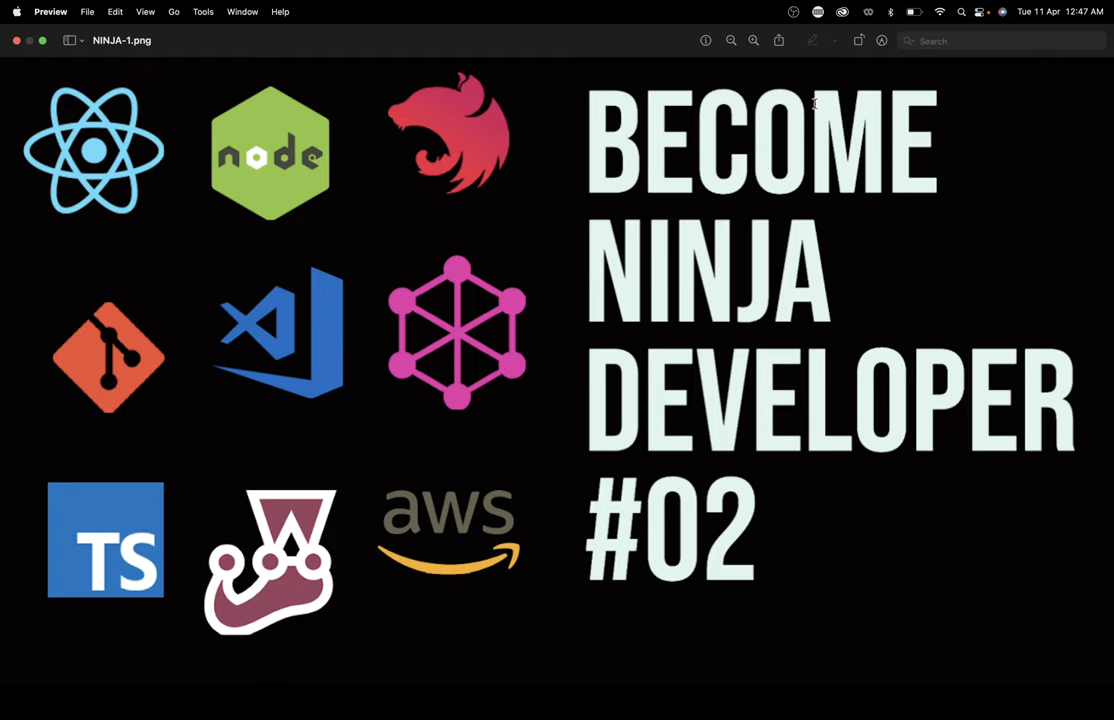 Preview File Edit View Go Tools Window Help Tue 11 Apr 12:47 AM
NINJA-1.png Search
node
TS
aws
BECOME
NINJA
DEVELOPER
#02